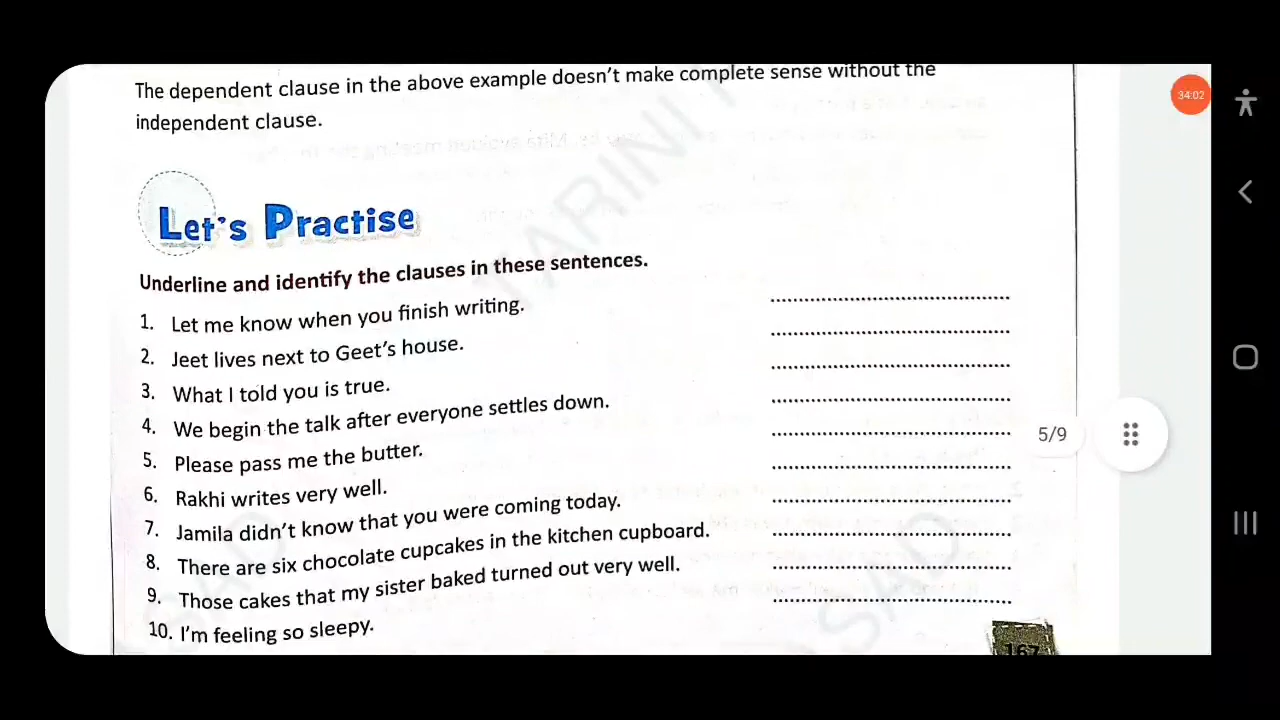 The dependent clause in the above example doesn't make complete sense without the
independent clause.
34:02
Let's Practise
Underline and identify the clauses in these sentences.
1. Let me know when you finish writing. ........................................
2. Jeet lives next to Geet's house. ........................................
3. What I told you is true. ........................................
4. We begin the talk after everyone settles down. ........................................
5. Please pass me the butter. ........................................
6. Rakhi writes very well. ........................................
7. Jamila didn't know that you were coming today. ........................................
8. There are six chocolate cupcakes in the kitchen cupboard. ........................................
9. Those cakes that my sister baked turned out very well. ........................................
10. I'm feeling so sleepy. ........................................
5/9
167
TARINI
SAD
SAD